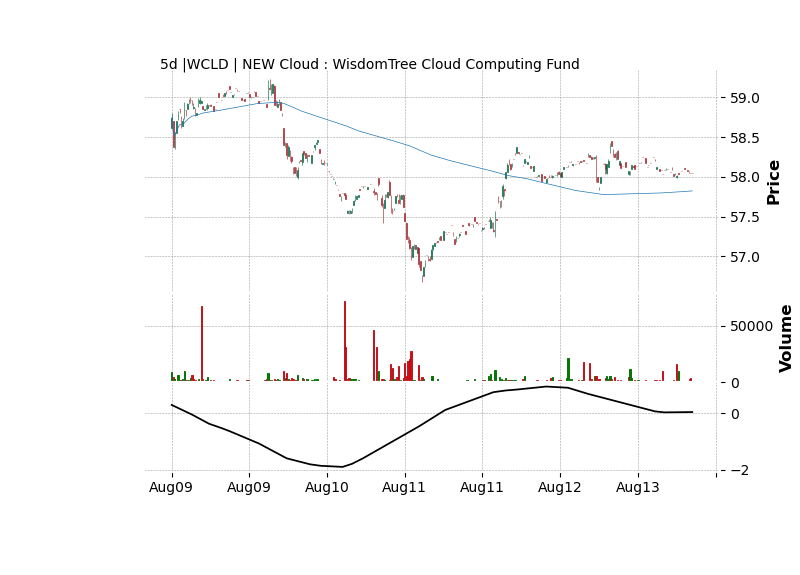 5d |WCLD | NEW Cloud : WisdomTree Cloud Computing Fund
59.0
58.5
58.0
57.5
57.0
Price
50000
0
Volume
0
−2
Aug09 Aug09 Aug10 Aug11 Aug11 Aug12 Aug13